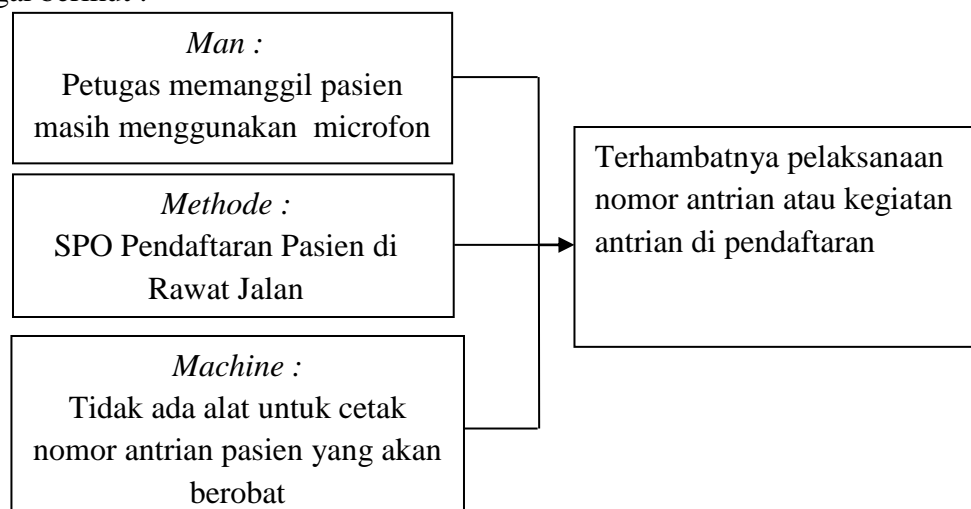 Man :
Petugas memanggil pasien
masih menggunakan microfon
Terhambatnya pelaksanaan
nomor antrian atau kegiatan
antrian di pendaftaran
Methode :
SPO Pendaftaran Pasien di
Rawat Jalan
Machine :
Tidak ada alat untuk cetak
nomor antrian pasien yang akan
berobat